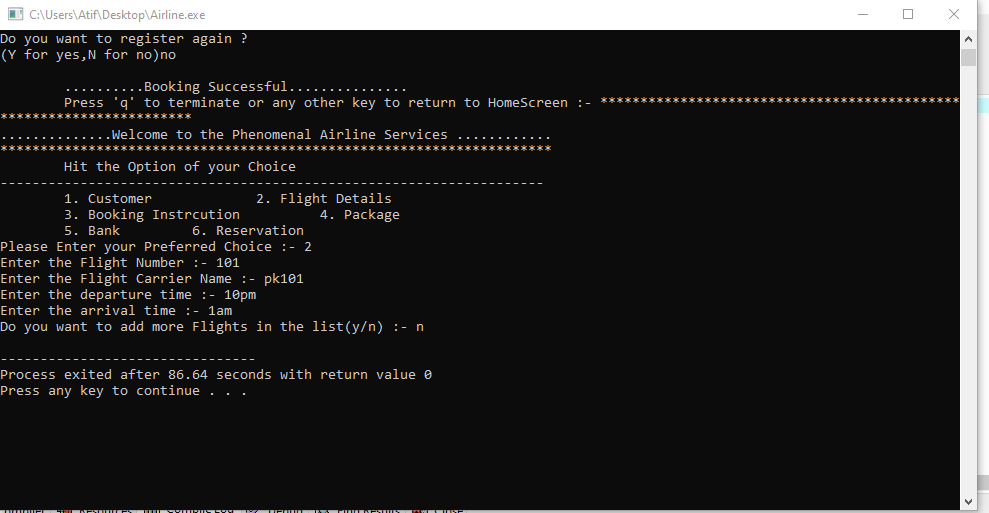 C:\Users\Atif\Desktop\Airline.exe
Do you want to register again ?
(Y for yes,N for no)no
..........Booking Successful...............
Press 'q' to terminate or any other key to return to HomeScreen :- *********************************************
************************
..............Welcome to the Phenomenal Airline Services ............
*********************************************************************
Hit the Option of your Choice
--------------------------------------------------------------------
1. Customer             2. Flight Details
3. Booking Instrcution          4. Package
5. Bank         6. Reservation
Please Enter your Preferred Choice :- 2
Enter the Flight Number :- 101
Enter the Flight Carrier Name :- pk101
Enter the departure time :- 10pm
Enter the arrival time :- 1am
Do you want to add more Flights in the list(y/n) :- n
--------------------------------
Process exited after 86.64 seconds with return value 0
Press any key to continue . . .